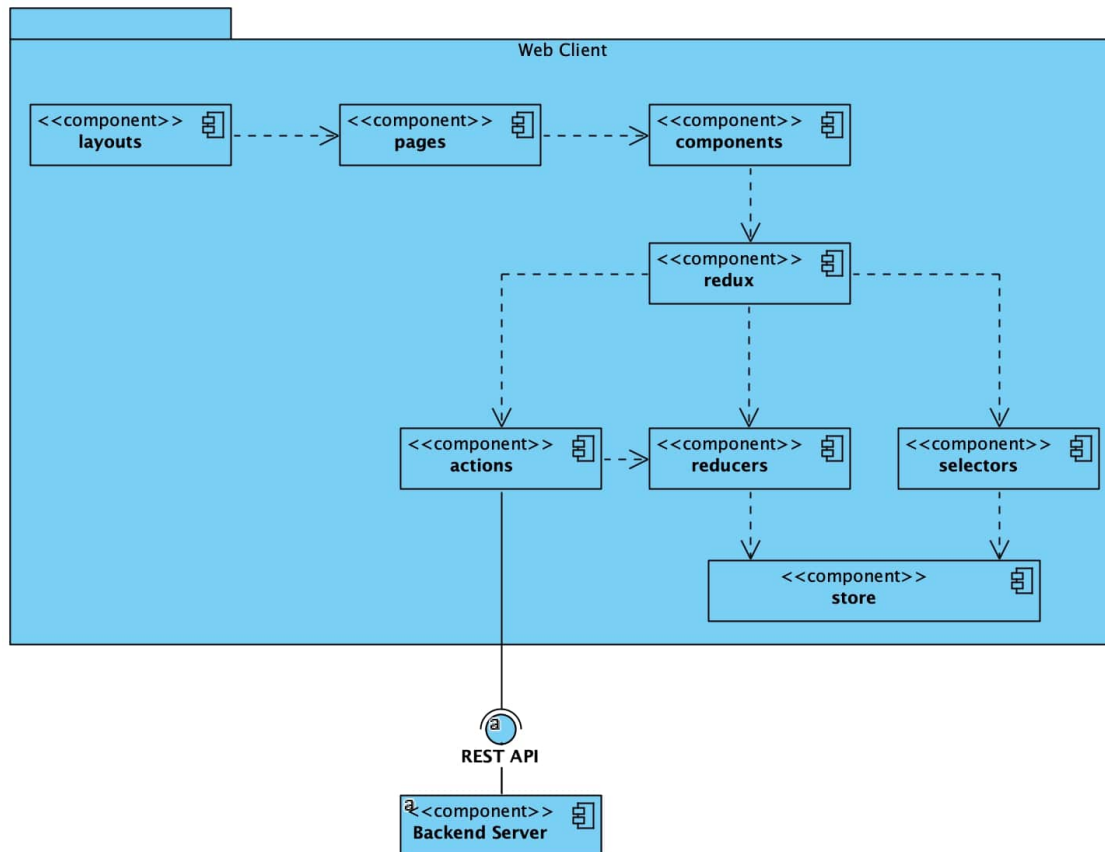 Web Client
<<component>>
layouts
<<component>>
pages
<<component>>
components
<<component>>
redux
<<component>>
actions
<<component>>
reducers
<<component>>
selectors
<<component>>
store
a
REST API
a
<<component>>
Backend Server